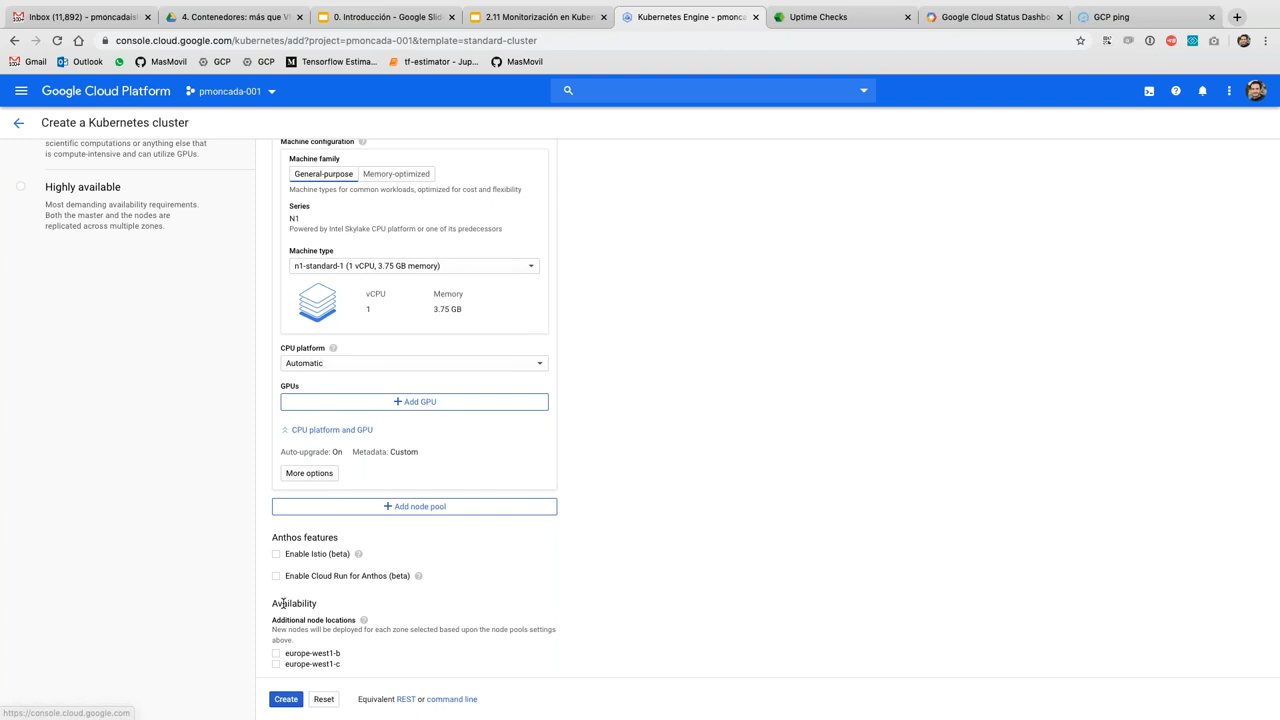 Inbox (11,892) - pmoncadaisl
4. Contenedores: más que VM
0. Introducción - Google Slid
2.11 Monitorización en Kuber
Kubernetes Engine - pmonca
Uptime Checks
Google Cloud Status Dashbo
GCP ping
console.cloud.google.com/kubernetes/add?project=pmoncada-001&template=standard-cluster
Gmail
Outlook
MasMovil
GCP
GCP
Tensorflow Estima...
tf-estimator - Jup...
MasMovil
Google Cloud Platform
pmoncada-001
Create a Kubernetes cluster
scientific computations or anything else that
is compute-intensive and can utilize GPUs.
Highly available
Most demanding availability requirements.
Both the master and the nodes are
replicated across multiple zones.
Machine configuration
Machine family
General-purpose
Memory-optimized
Machine types for common workloads, optimized for cost and flexibility
Series
N1
Powered by Intel Skylake CPU platform or one of its predecessors
Machine type
n1-standard-1 (1 vCPU, 3.75 GB memory)
vCPU
Memory
1
3.75 GB
CPU platform
Automatic
GPUs
+ Add GPU
CPU platform and GPU
Auto-upgrade: On Metadata: Custom
More options
+ Add node pool
Anthos features
Enable Istio (beta)
Enable Cloud Run for Anthos (beta)
Availability
Additional node locations
New nodes will be deployed for each zone selected based upon the node pools settings
above.
europe-west1-b
europe-west1-c
Create
Reset
Equivalent REST or command line
https://console.cloud.google.com